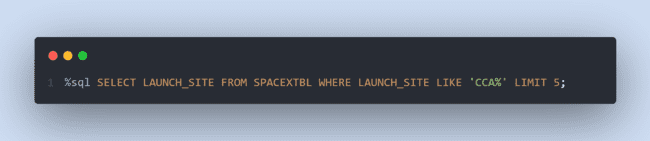 1 %sql SELECT LAUNCH_SITE FROM SPACEXTBL WHERE LAUNCH_SITE LIKE 'CCA%' LIMIT 5;